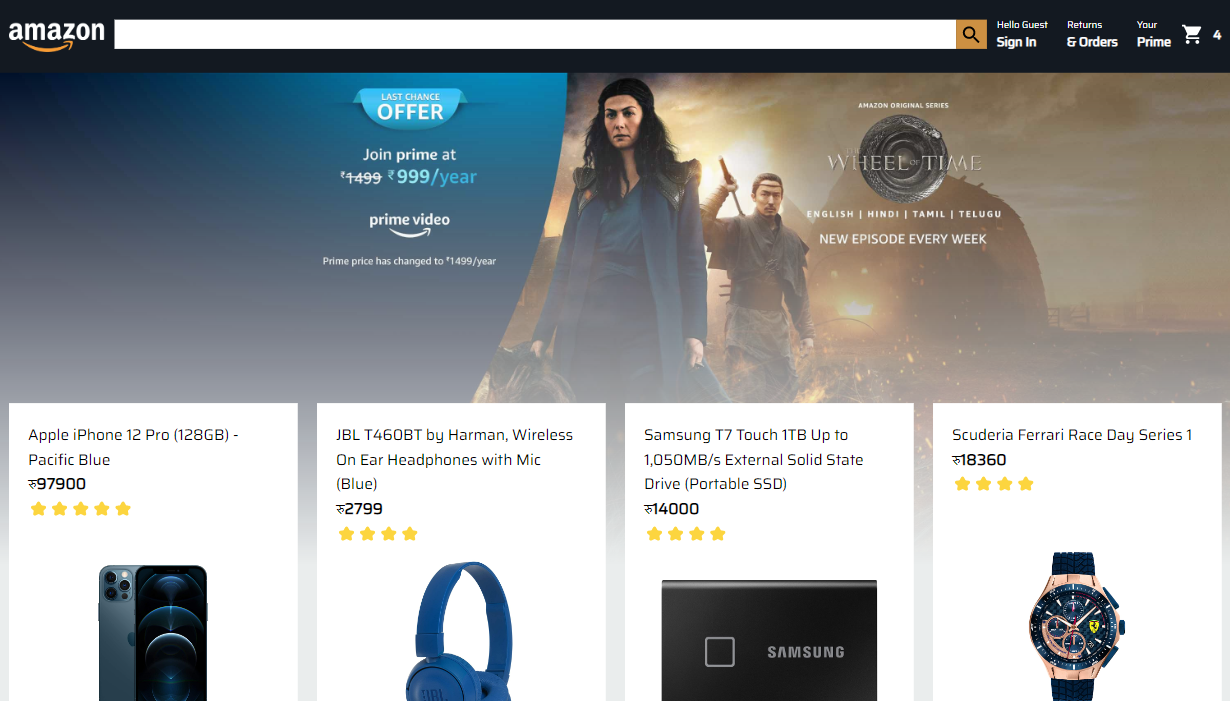 amazon
Hello Guest
Sign In
Returns
& Orders
Your
Prime
4
LAST CHANCE
OFFER
Join prime at
₹1499 ₹999/year
prime video
Prime price has changed to ₹1499/year
AMAZON ORIGINAL SERIES
THE
WHEEL OF TIME
ENGLISH | HINDI | TAMIL | TELUGU
NEW EPISODE EVERY WEEK
Apple iPhone 12 Pro (128GB) -
Pacific Blue
रु97900
JBL T460BT by Harman, Wireless
On Ear Headphones with Mic
(Blue)
रु2799
JBL
Samsung T7 Touch 1TB Up to
1,050MB/s External Solid State
Drive (Portable SSD)
रु14000
SAMSUNG
Scuderia Ferrari Race Day Series 1
रु18360